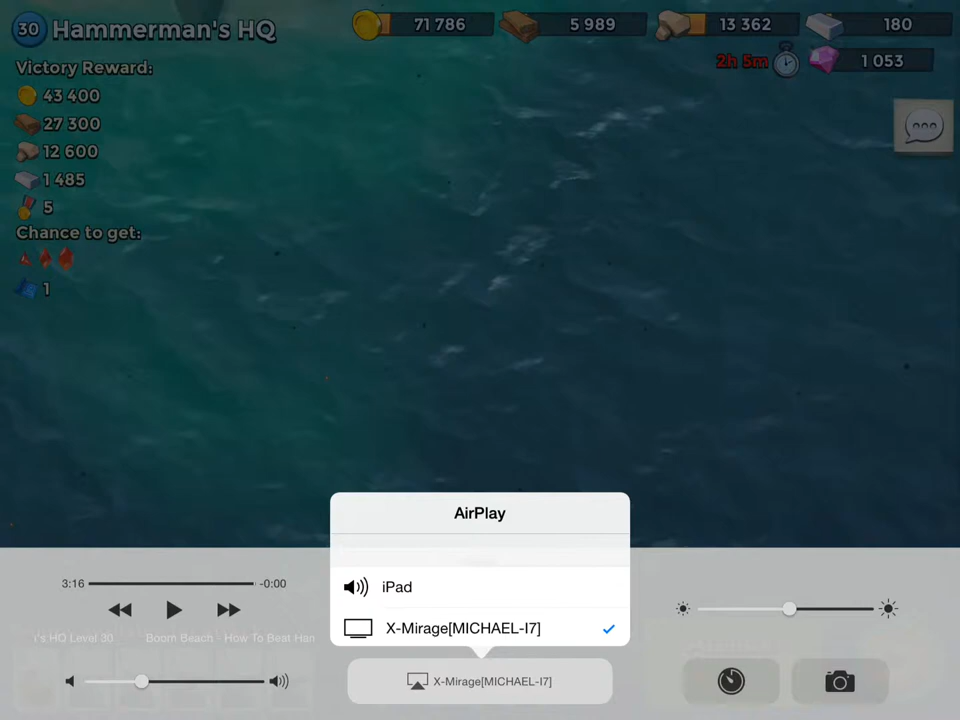 30 Hammerman's HQ
71 786
5 989
13 362
180
2h 5m
1 053
Victory Reward:
43 400
27 300
12 600
1 485
5
Chance to get:
1
AirPlay
iPad
X-Mirage[MICHAEL-I7]
3:16
-0:00
's HQ Level 30
Boom Beach
How To Beat Han
X-Mirage[MICHAEL-I7]